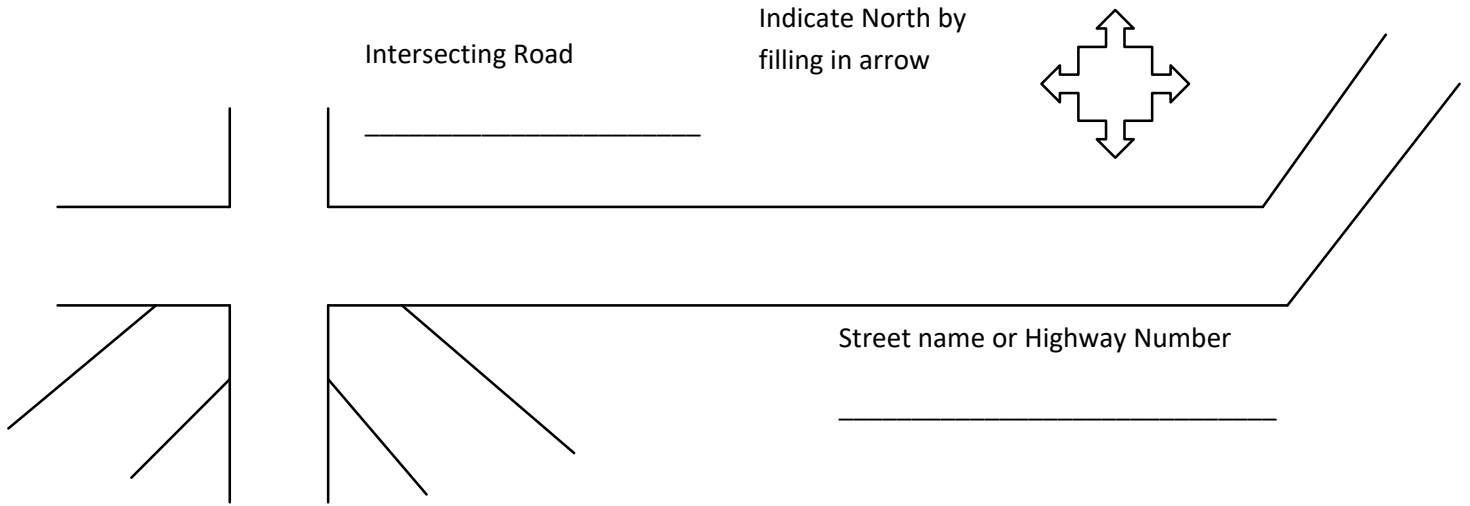 Indicate North by
filling in arrow
Intersecting Road
Street name or Highway Number